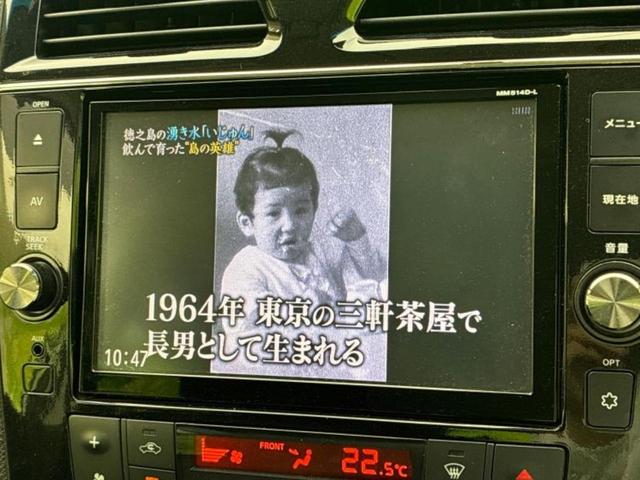 MM514D-L
OPEN
徳之島の湧き水「いじゅん」
飲んで育った"島の英雄"
メニュー
AV
現在地
TRACK
SEEK
音量
1964年 東京の三軒茶屋で
長男として生まれる
10:47
AUX
OPT
FRONT
22.5℃